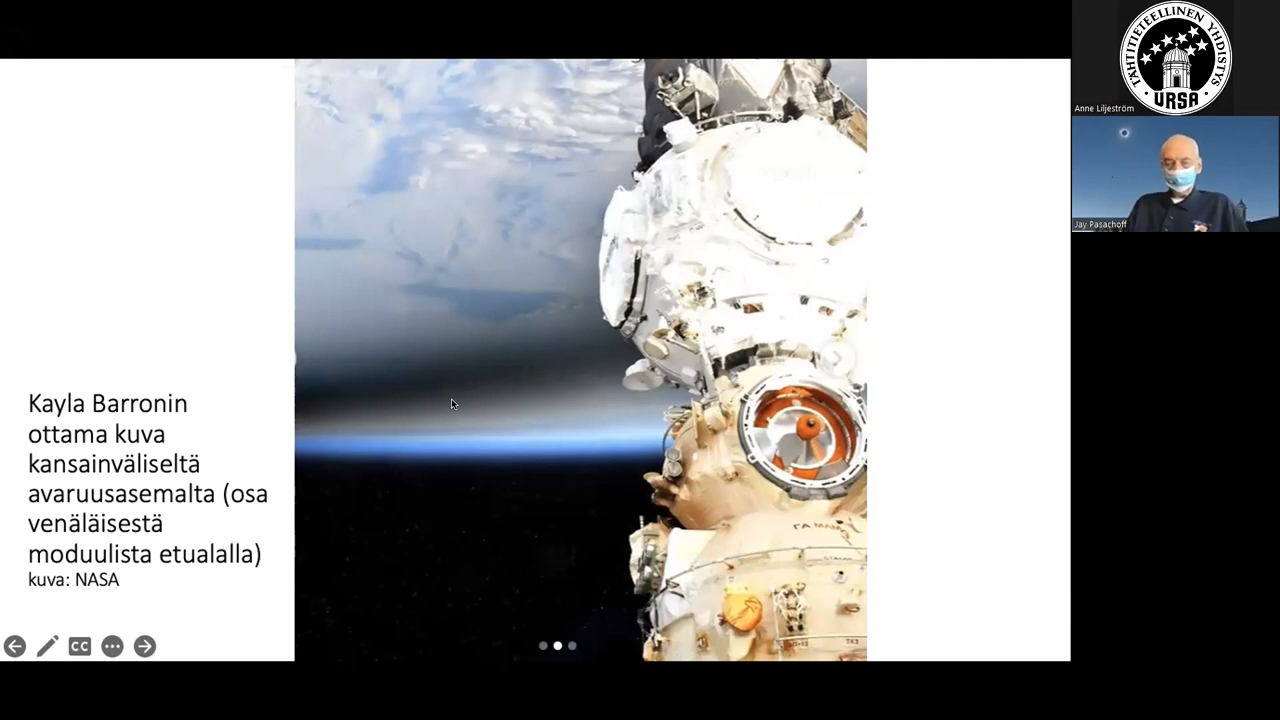 TÄHTITIETEELLINEN YHDISTYS
· URSA ·
Anne Liljeström
Jay Pasachoff
Kayla Barronin
ottama kuva
kansainväliseltä
avaruusasemalta (osa
venäläisestä
moduulista etualalla)
kuva: NASA
CC